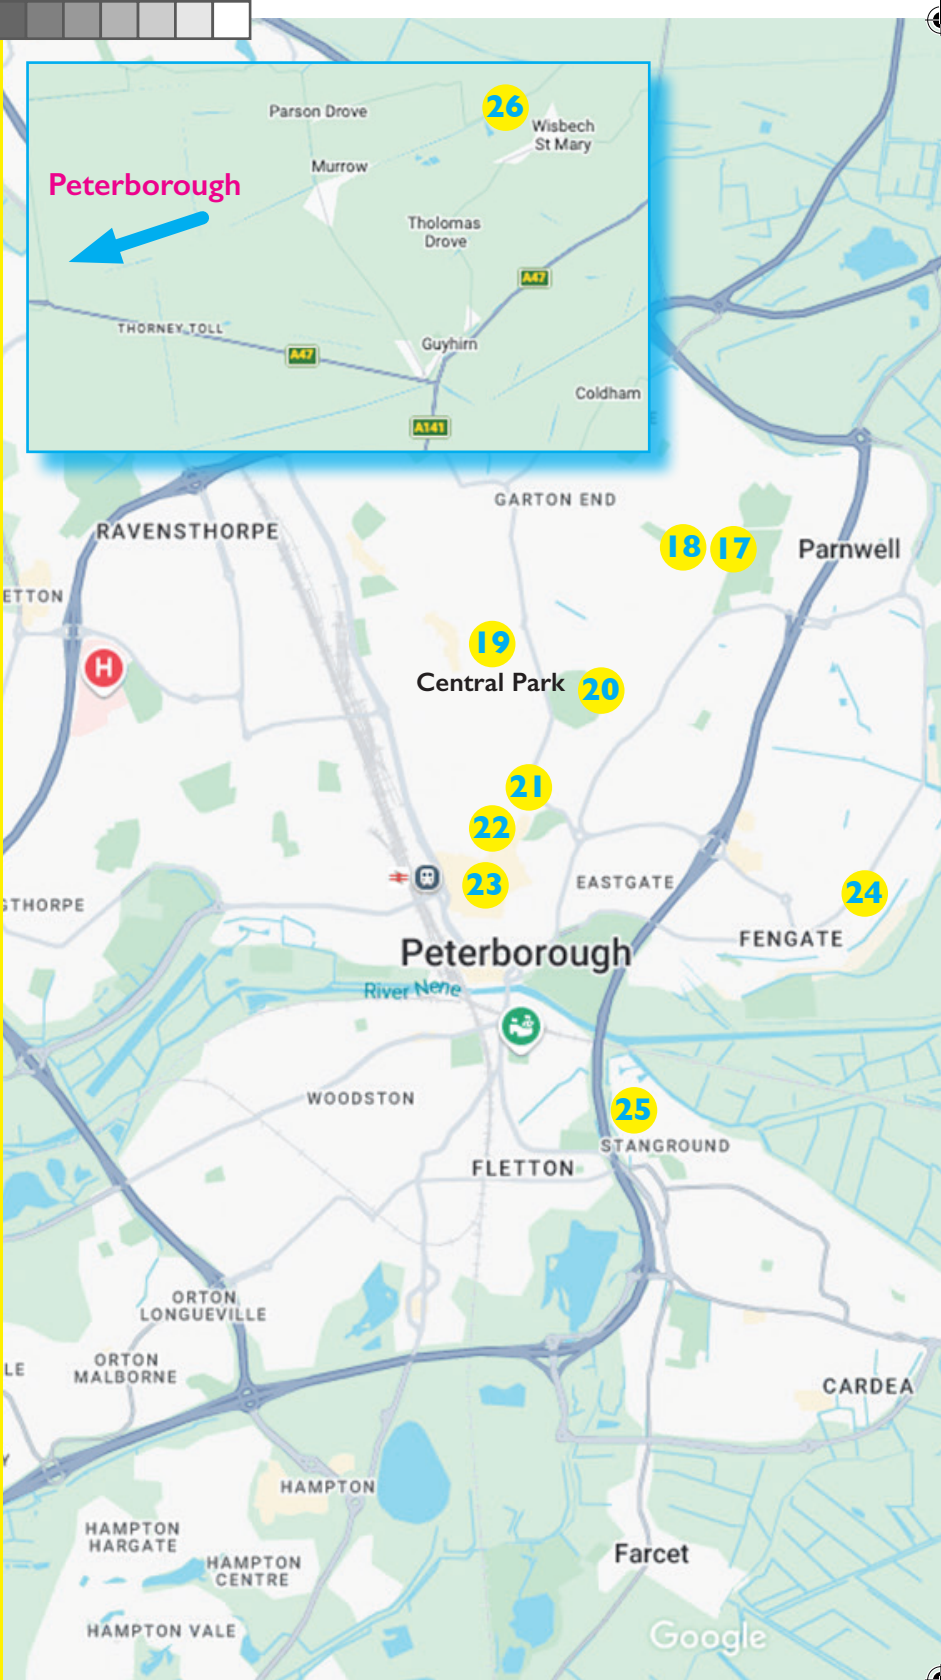 Parson Drove
26
Wisbech
St Mary
Murrow
Peterborough
Tholomas
Drove
A47
THORNEY TOLL
A47
Guyhirn
Coldham
A141
GARTON END
RAVENSTHORPE
18
17
Parnwell
ETTON
19
H
Central Park
20
21
22
23
EASTGATE
24
GTHORPE
FENGATE
Peterborough
River Nene
WOODSTON
25
STANGROUND
FLETTON
ORTON
LONGUEVILLE
LE
ORTON
MALBORNE
CARDEA
Y
HAMPTON
HAMPTON
HARGATE
Farcet
HAMPTON
CENTRE
HAMPTON VALE
Google